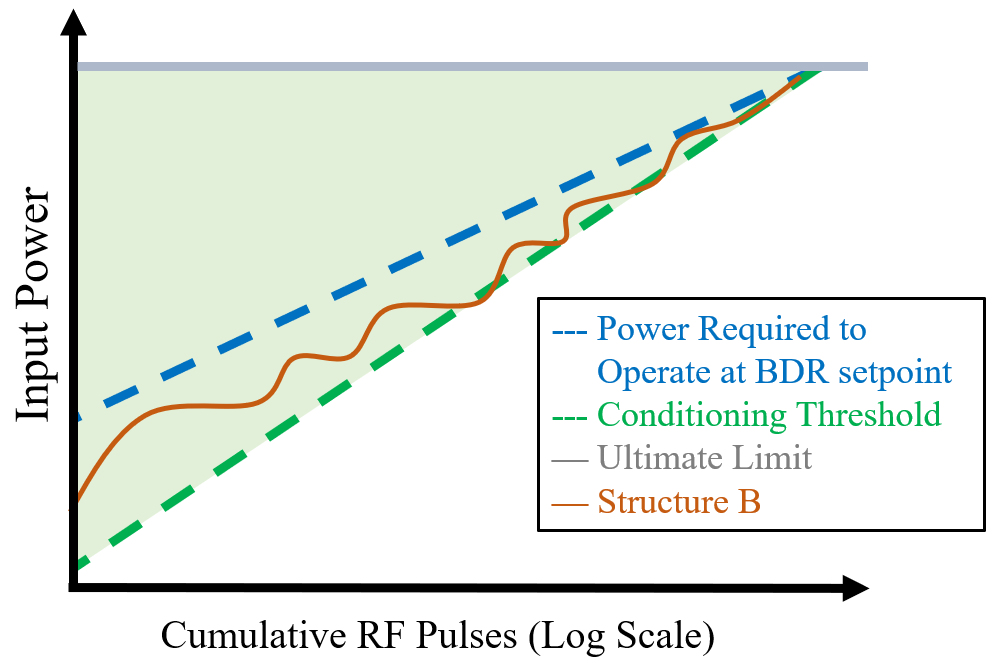 Input Power
--- Power Required to
Operate at BDR setpoint
--- Conditioning Threshold
— Ultimate Limit
— Structure B
Cumulative RF Pulses (Log Scale)